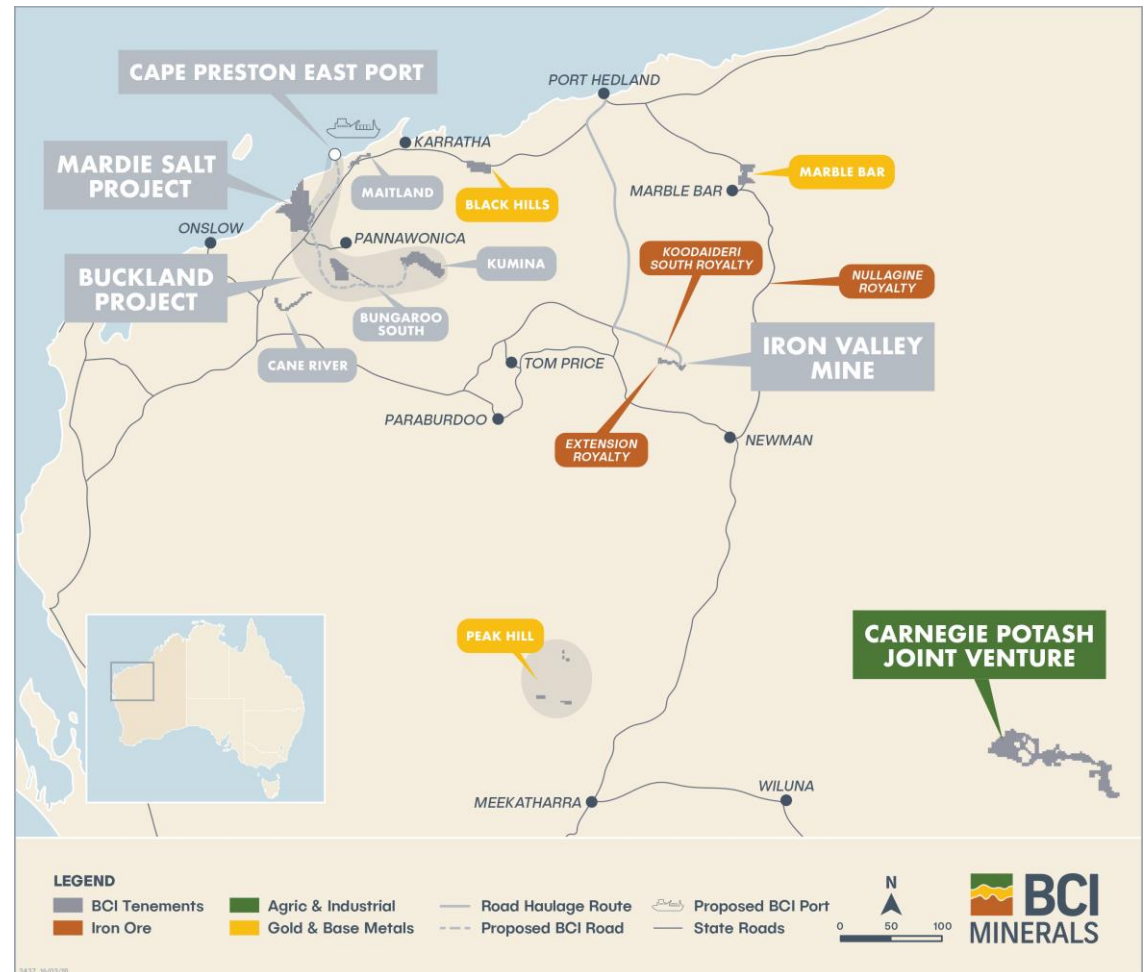 CAPE PRESTON EAST PORT
PORT HEDLAND
KARRATHA
MARDIE SALT
PROJECT
MAITLAND
BLACK HILLS
MARBLE BAR
MARBLE BAR
ONSLOW
PANNAWONICA
KUMINA
BUCKLAND
PROJECT
BUNGAROO
SOUTH
CANE RIVER
KOODAIDERI
SOUTH ROYALTY
NULLAGINE
ROYALTY
IRON VALLEY
MINE
TOM PRICE
PARABURDOO
EXTENSION
ROYALTY
NEWMAN
PEAK HILL
CARNEGIE POTASH
JOINT VENTURE
MEEKATHARRA
WILUNA
LEGEND
BCI Tenements
Iron Ore
Agric & Industrial
Gold & Base Metals
Road Haulage Route
Proposed BCI Road
Proposed BCI Port
State Roads
N
0 50 100
BCI
MINERALS